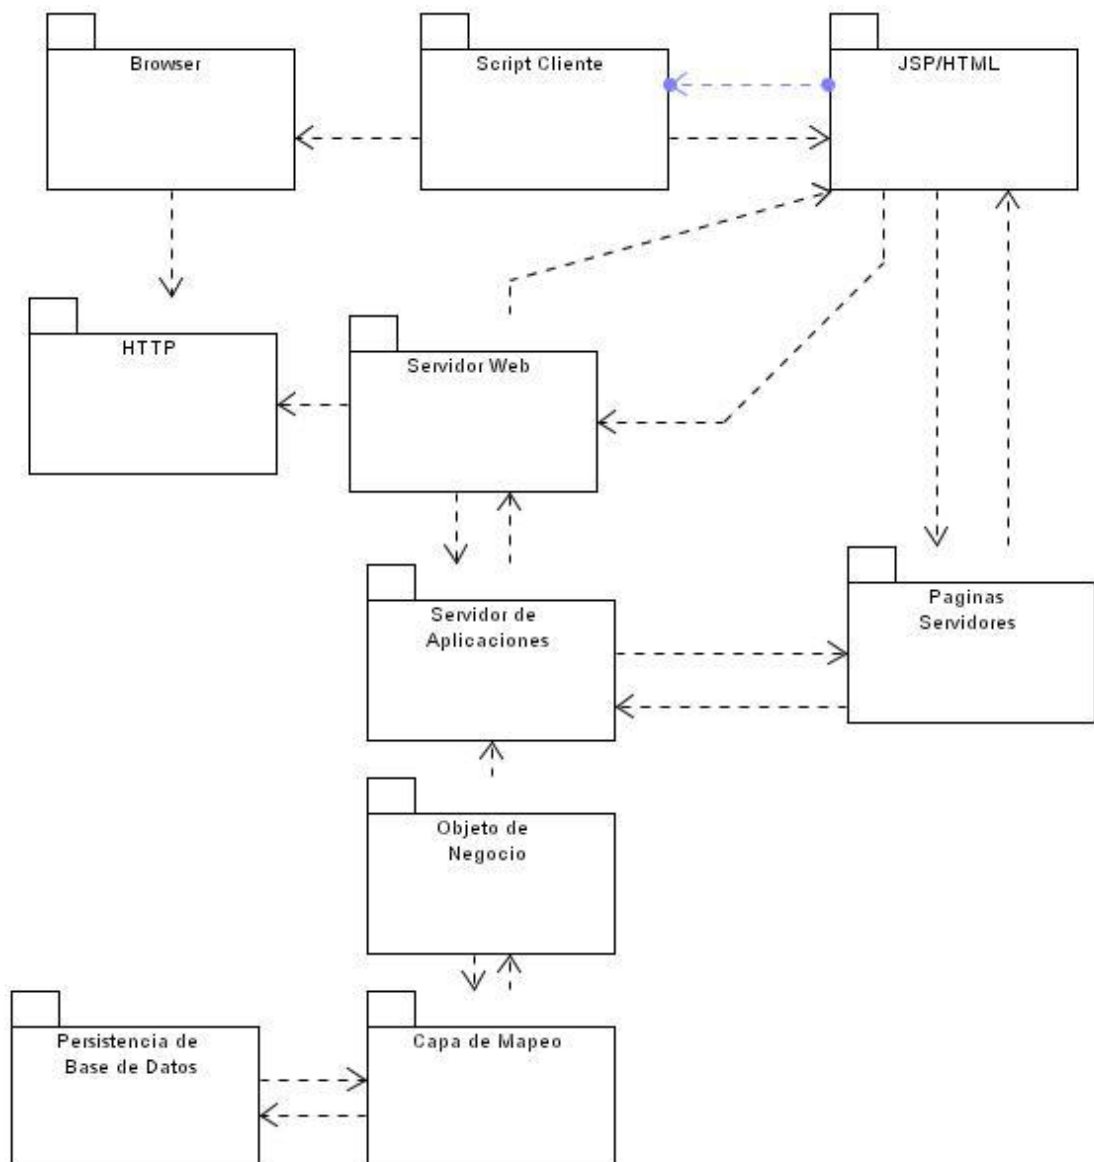 Browser
Script Cliente
JSP/HTML
HTTP
Servidor Web
Servidor de
Aplicaciones
Paginas
Servidores
Objeto de
Negocio
Persistencia de
Base de Datos
Capa de Mapeo